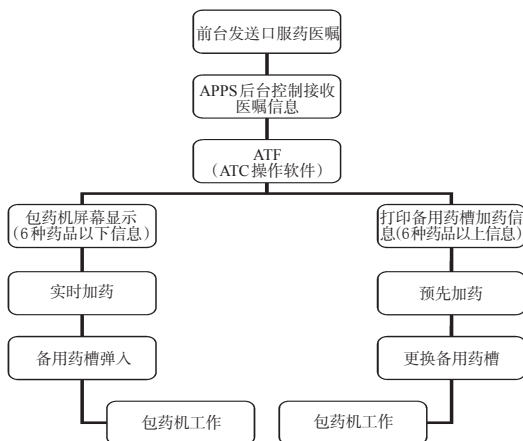 前台发送口服药医嘱
APPS后台控制接收
医嘱信息
ATF
(ATC操作软件)
包药机屏幕显示
(6种药品以下信息)
实时加药
备用药槽弹入
包药机工作
打印备用药槽加药信
息(6种药品以上信息)
预先加药
更换备用药槽
包药机工作